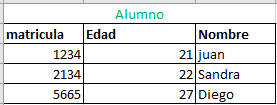 Alumno
matricula Edad Nombre
1234 21 juan
2134 22 Sandra
5665 27 Diego